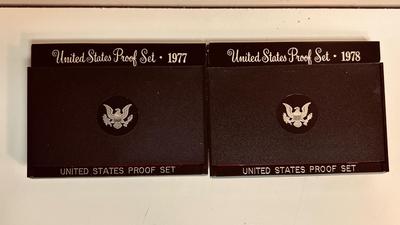 United States Proof Set • 1977
UNITED STATES PROOF SET
United States Proof Set • 1978
UNITED STATES PROOF SET